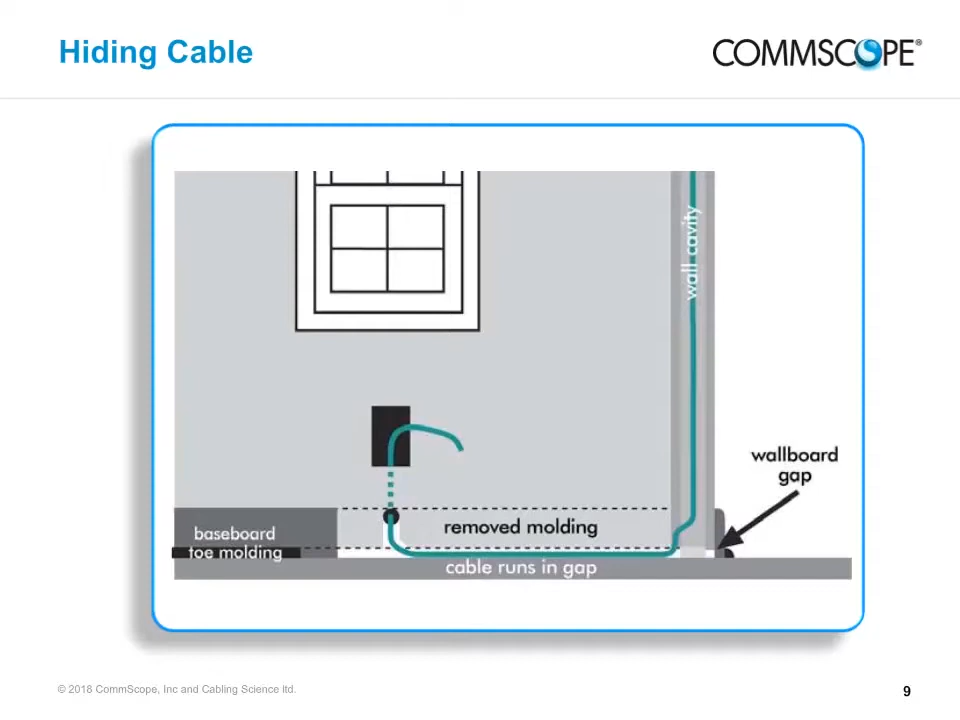 Hiding Cable
COMMSCOPE®
wall cavity
wallboard
gap
baseboard
removed molding
toe molding
cable runs in gap
© 2018 CommScope, Inc and Cabling Science ltd.
9